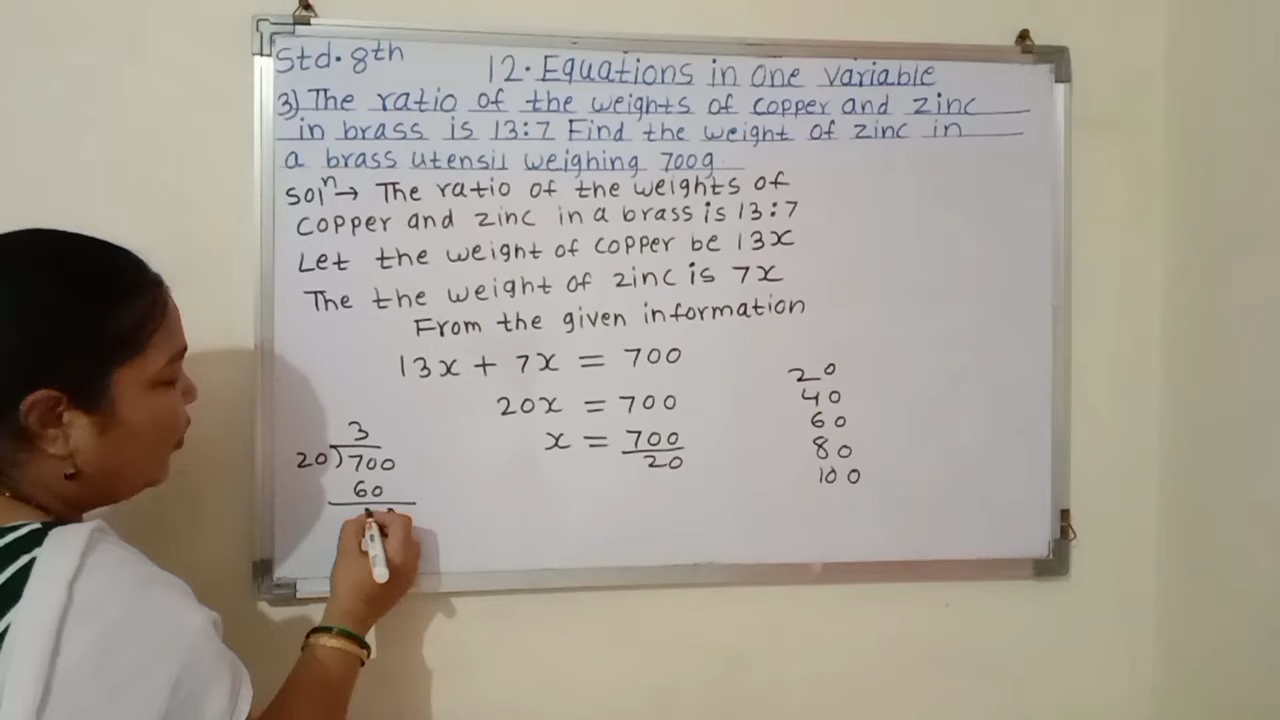 Std. 8th
12. Equations in one variable
3) The ratio of the weights of copper and zinc
in brass is 13:7 Find the weight of zinc in
a brass utensil weighing 700g
Solⁿ → The ratio of the weights of
copper and zinc in a brass is 13:7
Let the weight of copper be 13x
The the weight of zinc is 7x
From the given information
13x + 7x = 700
20x = 700
x = 700
20
3
20)700
60
20
40
60
80
100